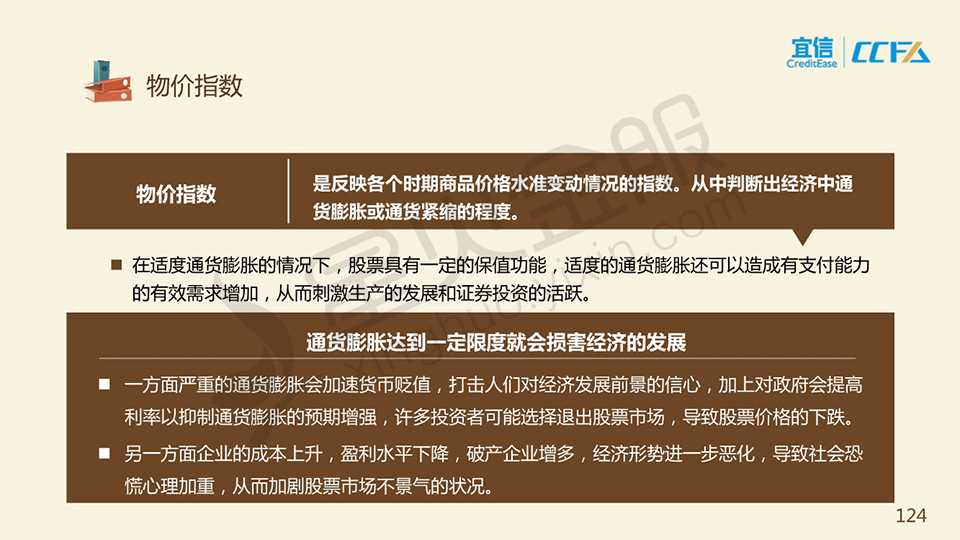 宜信
CreditEase
CCFA
物价指数
物价指数
是反映各个时期商品价格水准变动情况的指数。从中判断出经济中通
货膨胀或通货紧缩的程度。
在适度通货膨胀的情况下，股票具有一定的保值功能，适度的通货膨胀还可以造成有支付能力
的有效需求增加，从而刺激生产的发展和证券投资的活跃。
通货膨胀达到一定限度就会损害经济的发展
一方面严重的通货膨胀会加速货币贬值，打击人们对经济发展前景的信心，加上对政府会提高
利率以抑制通货膨胀的预期增强，许多投资者可能选择退出股票市场，导致股票价格的下跌。
另一方面企业的成本上升，盈利水平下降，破产企业增多，经济形势进一步恶化，导致社会恐
慌心理加重，从而加剧股票市场不景气的状况。
星火金服
xinghuo.yixin.com
124